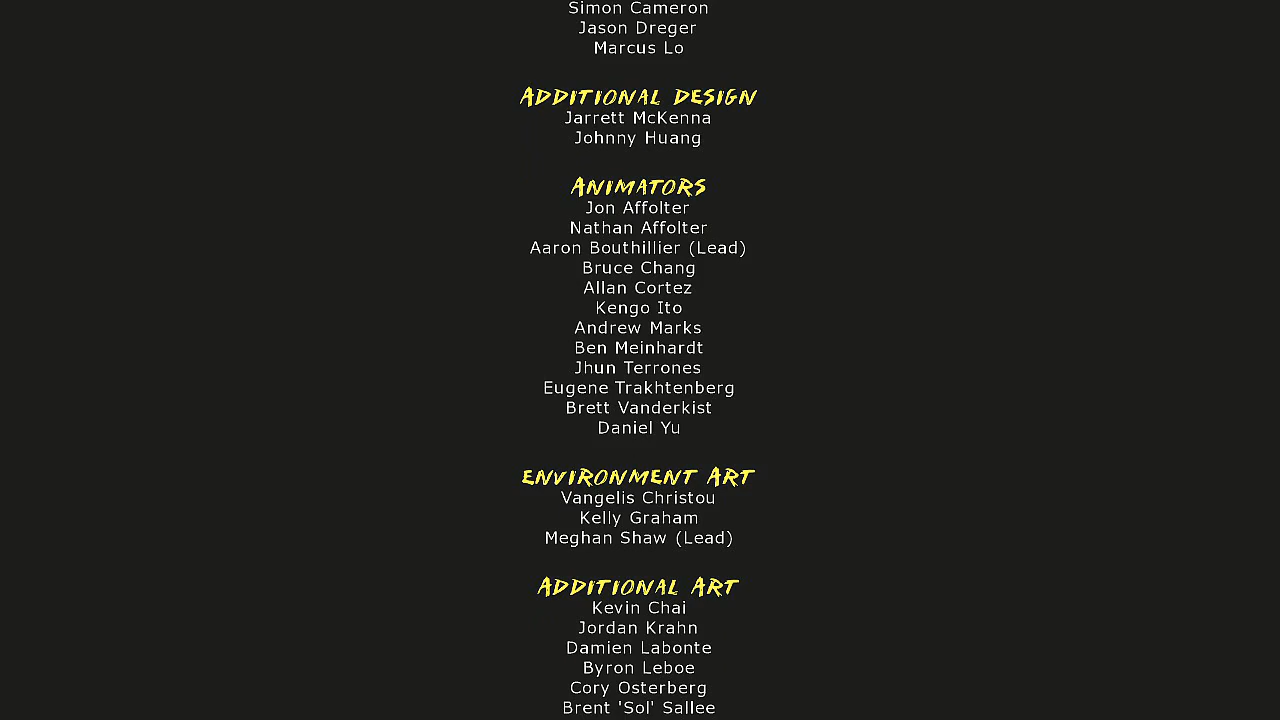 Simon Cameron
Jason Dreger
Marcus Lo
Additional Design
Jarrett McKenna
Johnny Huang
Animators
Jon Affolter
Nathan Affolter
Aaron Bouthillier (Lead)
Bruce Chang
Allan Cortez
Kengo Ito
Andrew Marks
Ben Meinhardt
Jhun Terrones
Eugene Trakhtenberg
Brett Vanderkist
Daniel Yu
Environment Art
Vangelis Christou
Kelly Graham
Meghan Shaw (Lead)
Additional Art
Kevin Chai
Jordan Krahn
Damien Labonte
Byron Leboe
Cory Osterberg
Brent 'Sol' Sallee